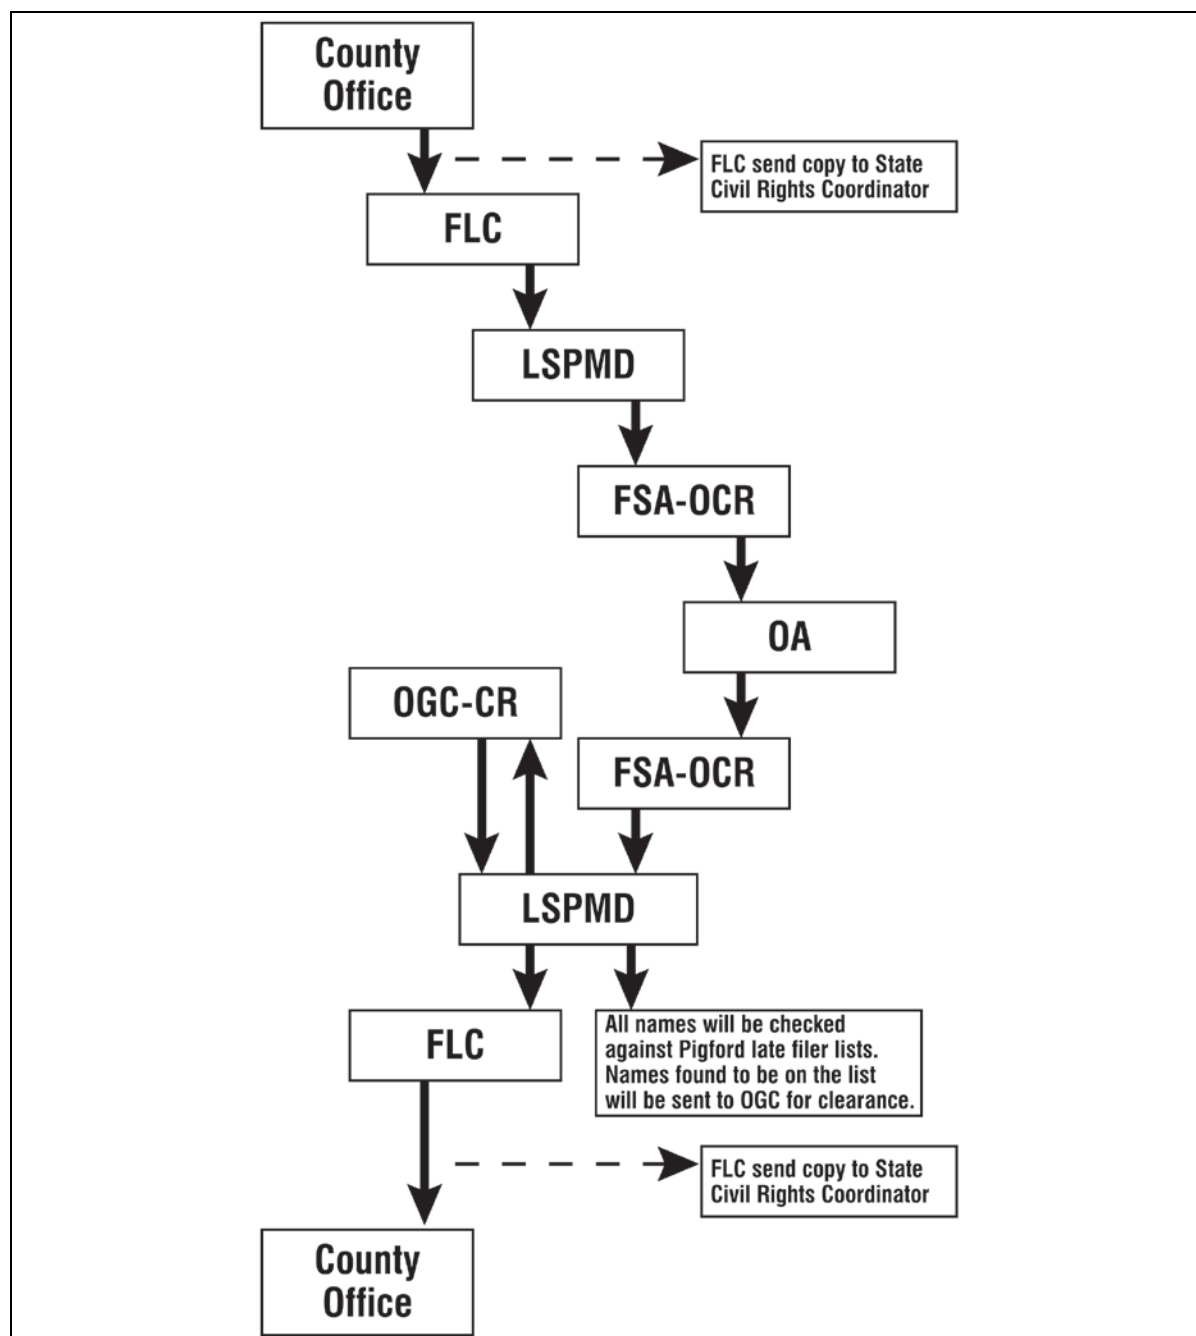 County
Office
FLC send copy to State
Civil Rights Coordinator
FLC
LSPMD
FSA-OCR
OA
OGC-CR
FSA-OCR
LSPMD
FLC
All names will be checked
against Pigford late filer lists.
Names found to be on the list
will be sent to OGC for clearance.
FLC send copy to State
Civil Rights Coordinator
County
Office